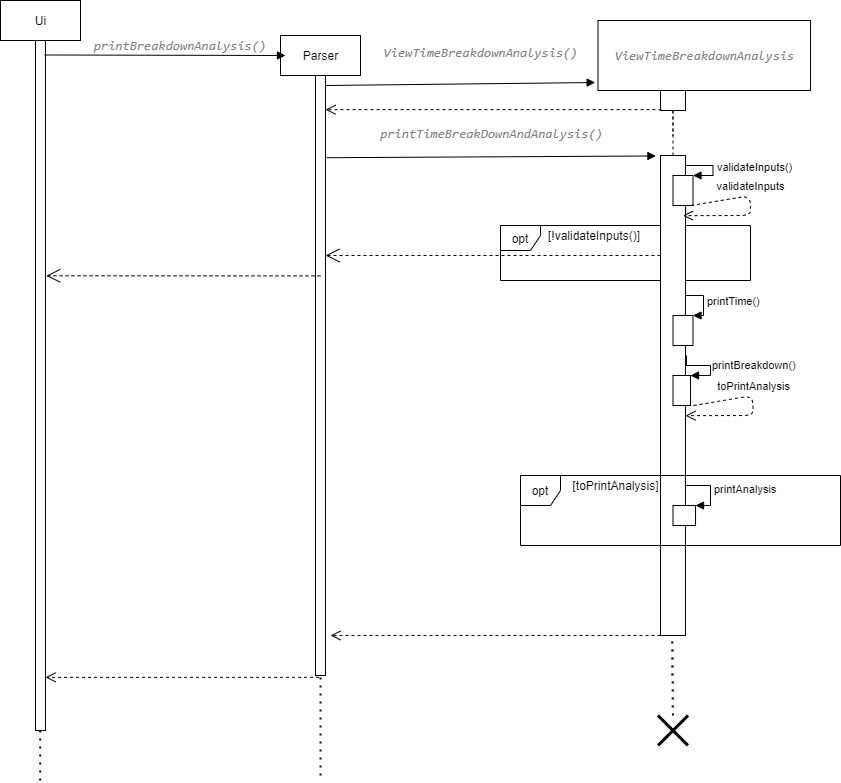 Ui
printBreakdownAnalysis()
Parser
ViewTimeBreakdownAnalysis()
ViewTimeBreakdownAnalysis
printTimeBreakDownAndAnalysis()
validateInputs()
validateInputs
opt
[!validateInputs()]
printTime()
printBreakdown()
toPrintAnalysis
opt
[toPrintAnalysis]
printAnalysis